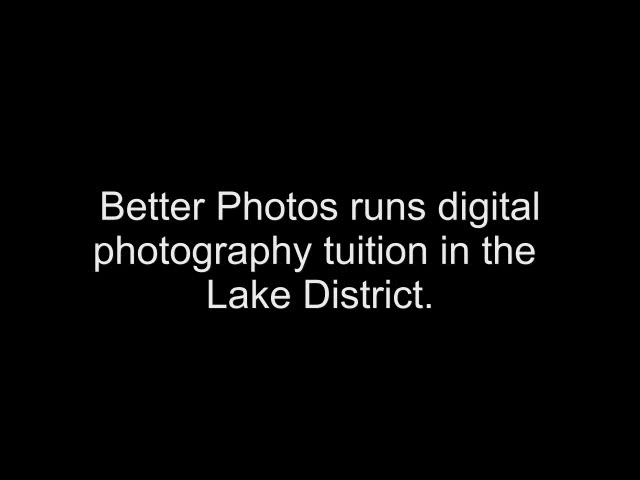 Better Photos runs digital
photography tuition in the
Lake District.